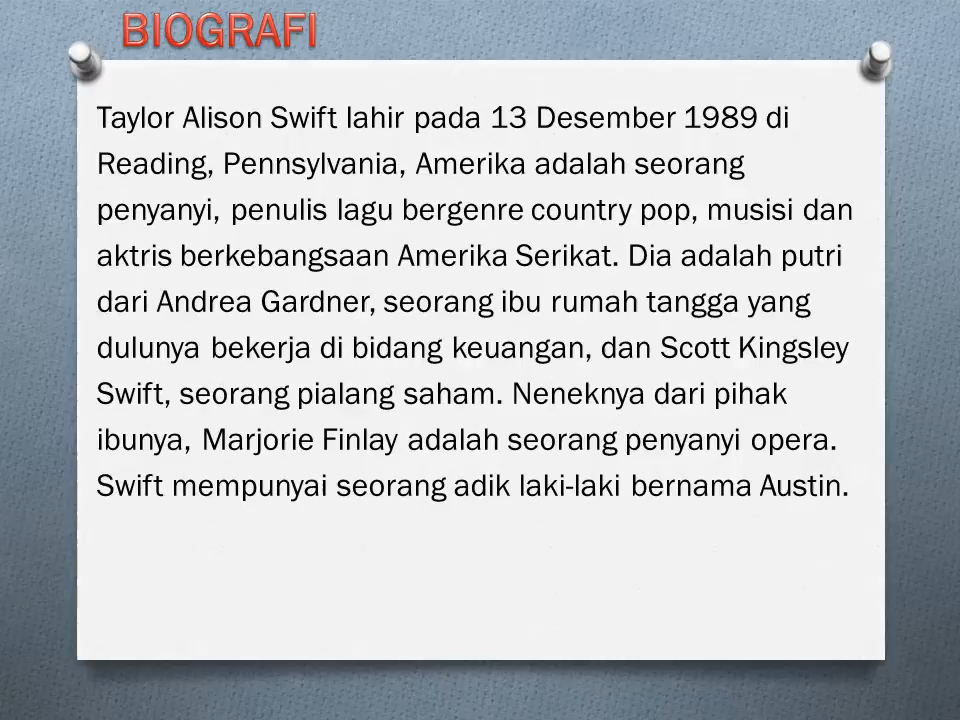 BIOGRAFI
Taylor Alison Swift lahir pada 13 Desember 1989 di
Reading, Pennsylvania, Amerika adalah seorang
penyanyi, penulis lagu bergenre country pop, musisi dan
aktris berkebangsaan Amerika Serikat. Dia adalah putri
dari Andrea Gardner, seorang ibu rumah tangga yang
dulunya bekerja di bidang keuangan, dan Scott Kingsley
Swift, seorang pialang saham. Neneknya dari pihak
ibunya, Marjorie Finlay adalah seorang penyanyi opera.
Swift mempunyai seorang adik laki-laki bernama Austin.